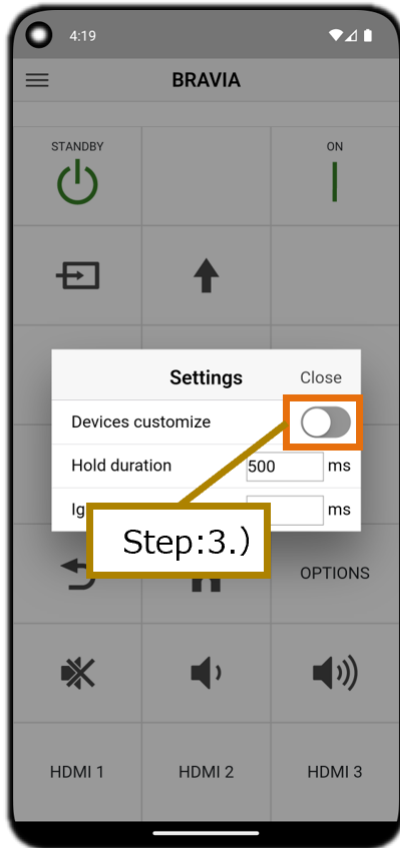 4:19
BRAVIA
STANDBY
ON
Settings
Close
Devices customize
Hold duration 500 ms
Ig ms
Step:3.)
OPTIONS
HDMI 1
HDMI 2
HDMI 3